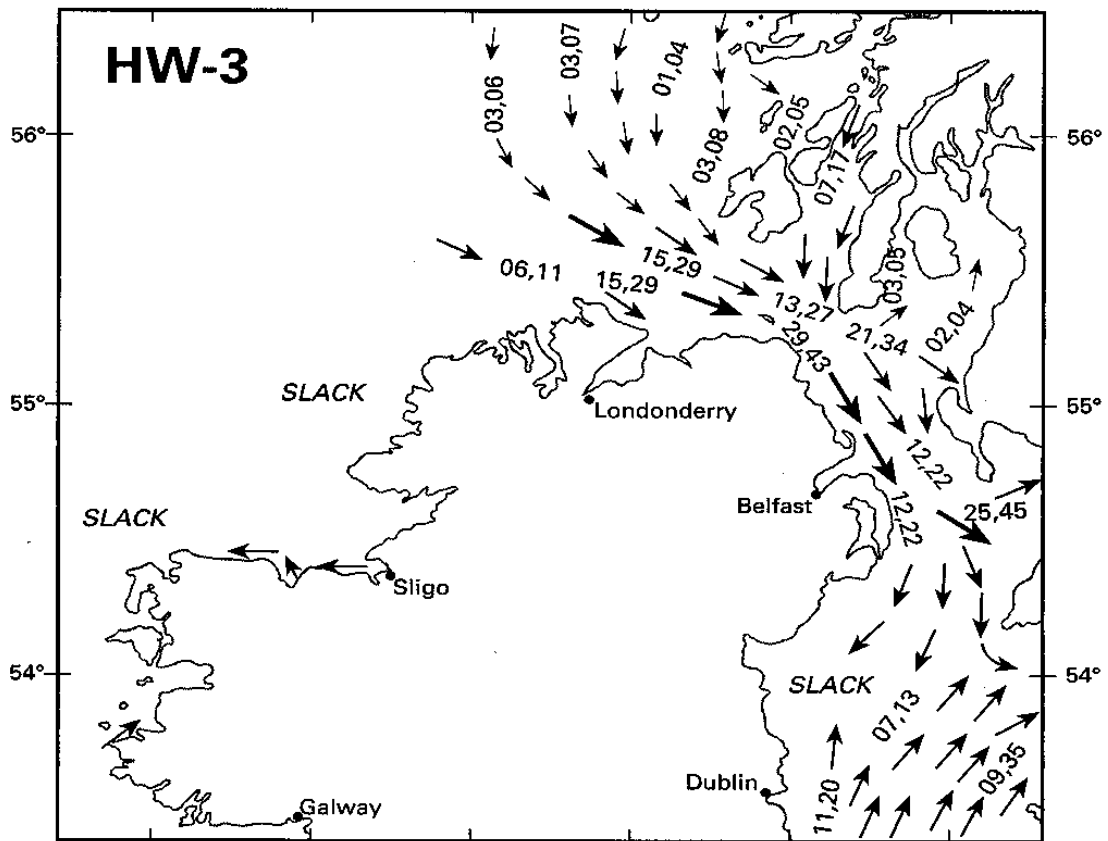 HW-3
03,06
03,07
01,04
03,08
02,05
07,17
56°
56°
06,11
15,29
15,29
13,27
29,43
21,34
03,05
02,04
SLACK
55°
55°
Londonderry
12,22
12,22
Belfast
25,45
SLACK
Sligo
54°
54°
SLACK
07,13
09,35
11,20
Dublin
Galway